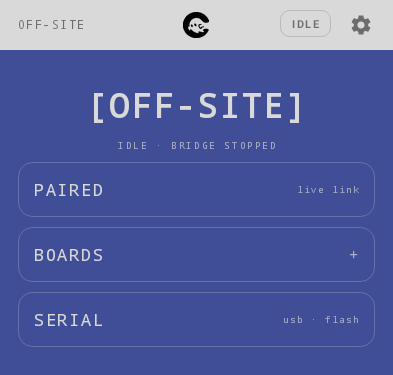 OFF-SITE
IDLE
[OFF-SITE]
IDLE · BRIDGE STOPPED
PAIRED live link
BOARDS +
SERIAL usb · flash